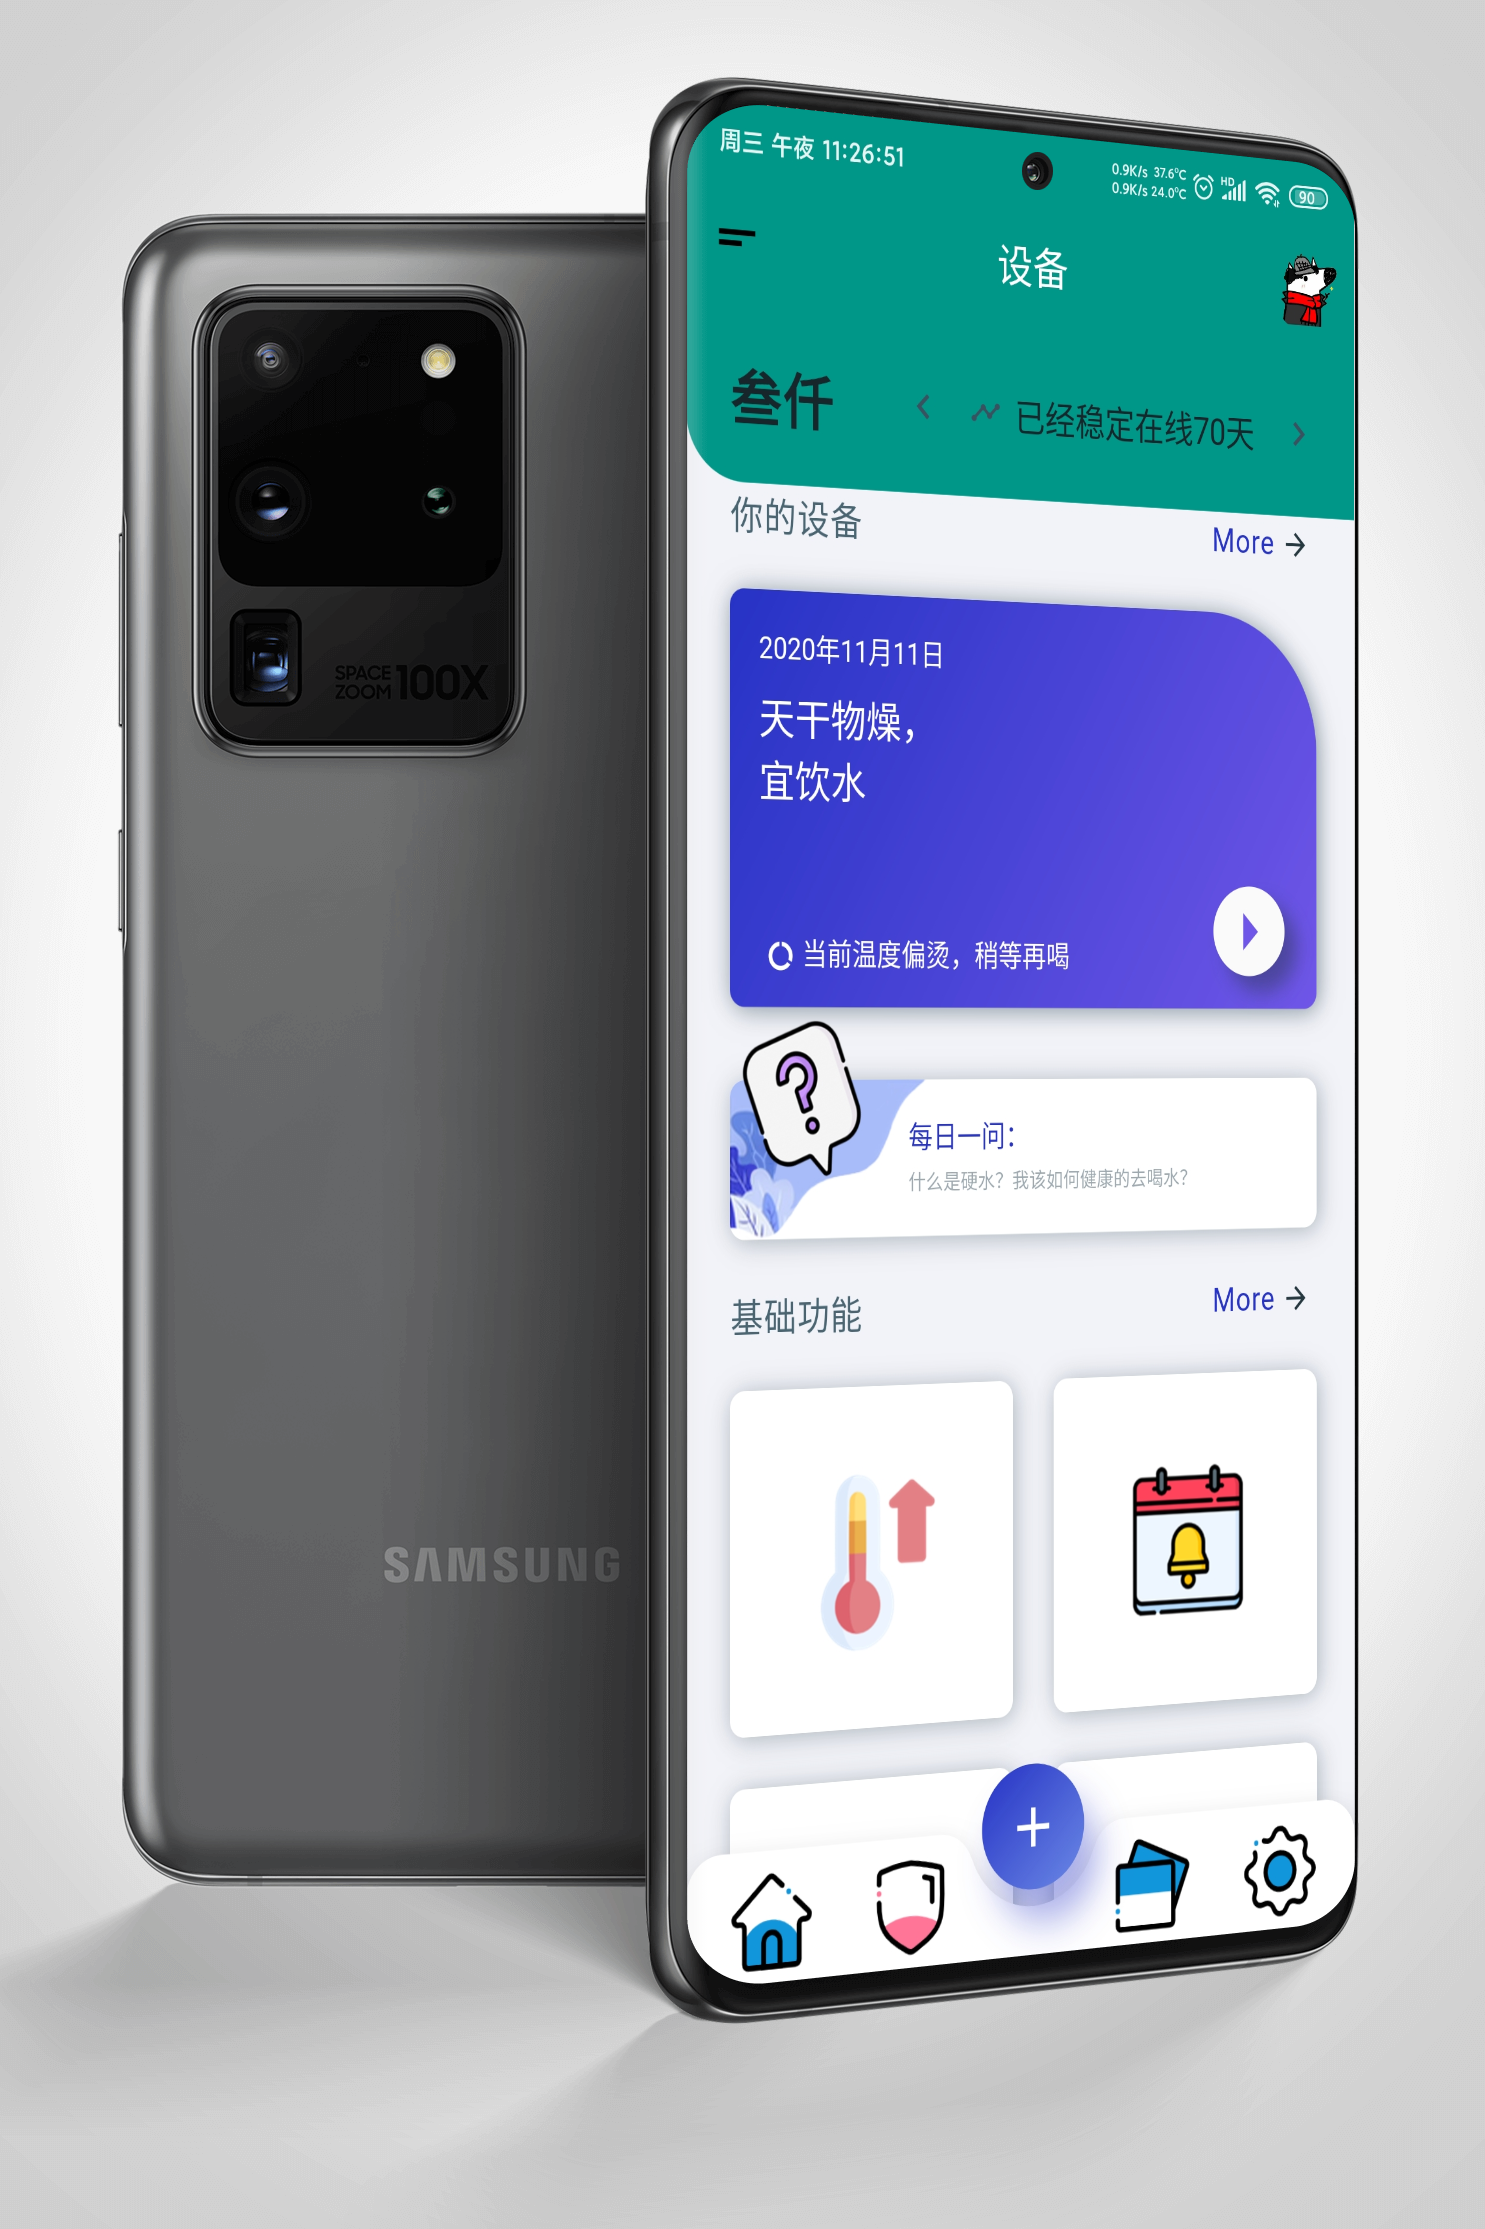 周三 午夜 11:26:51
0.9K/s 37.6°C
0.9K/s 24.0°C
HD
90
设备
叁仟
已经稳定在线70天
你的设备
More
2020年11月11日
天干物燥，
宜饮水
当前温度偏烫，稍等再喝
?
每日一问：
什么是硬水？我该如何健康的去喝水？
基础功能
More
SPACE
ZOOM 100X
SAMSUNG